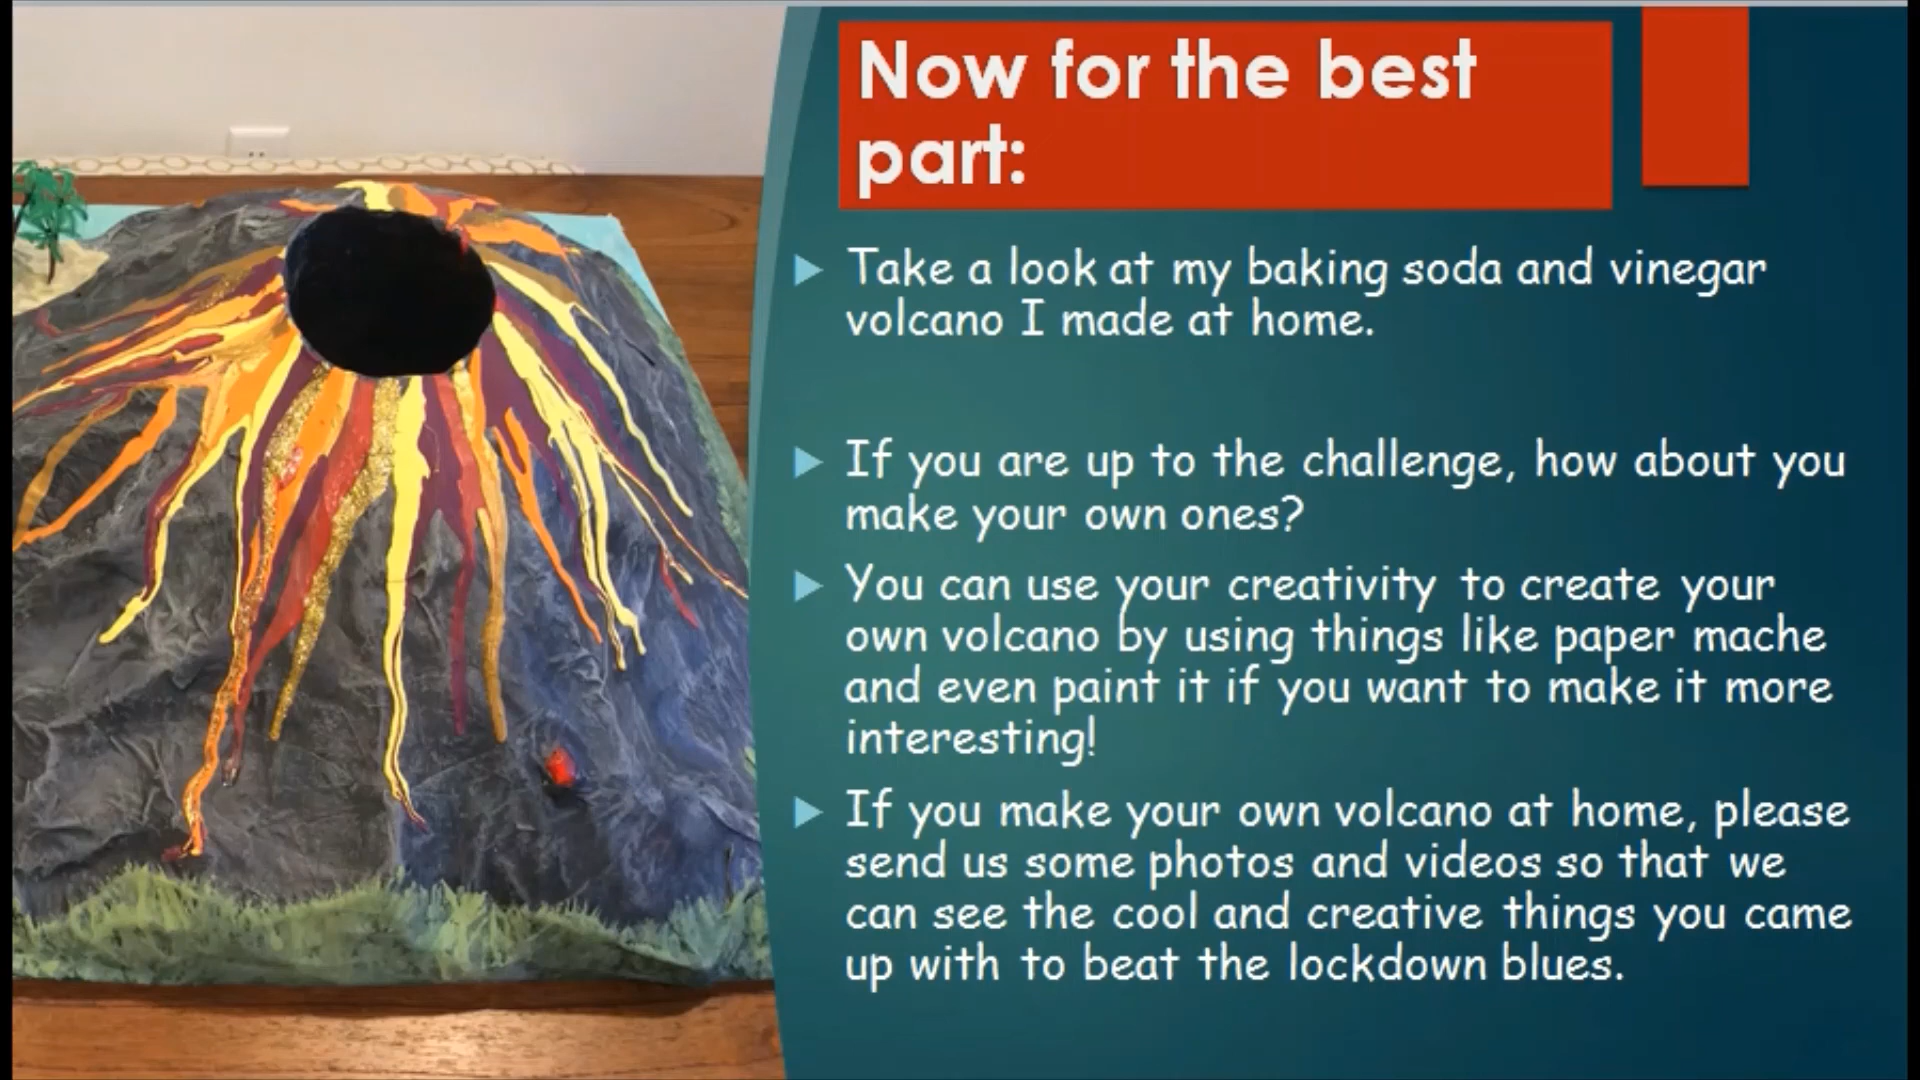 Now for the best
part:
Take a look at my baking soda and vinegar
volcano I made at home.
If you are up to the challenge, how about you
make your own ones?
You can use your creativity to create your
own volcano by using things like paper mache
and even paint it if you want to make it more
interesting!
If you make your own volcano at home, please
send us some photos and videos so that we
can see the cool and creative things you came
up with to beat the lockdown blues.